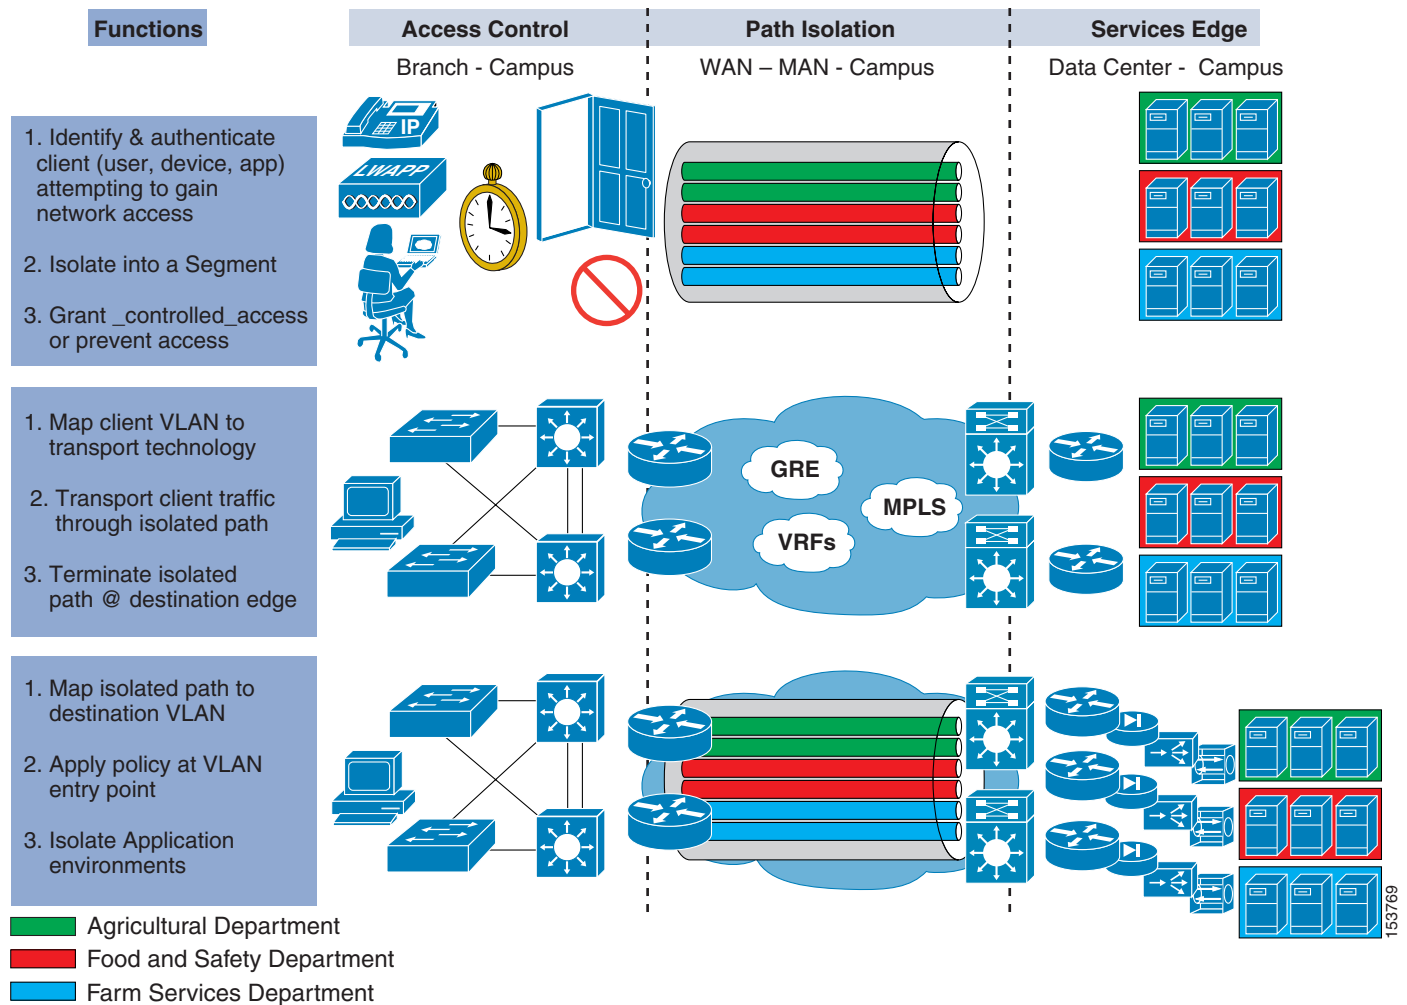 Functions
Access Control
Path Isolation
Services Edge
Branch - Campus
WAN – MAN - Campus
Data Center - Campus
1. Identify & authenticate
client (user, device, app)
attempting to gain
network access
2. Isolate into a Segment
3. Grant _controlled_access
or prevent access
IP
LWAPP
1. Map client VLAN to
transport technology
2. Transport client traffic
through isolated path
3. Terminate isolated
path @ destination edge
GRE
MPLS
VRFs
1. Map isolated path to
destination VLAN
2. Apply policy at VLAN
entry point
3. Isolate Application
environments
Agricultural Department
Food and Safety Department
Farm Services Department
153769